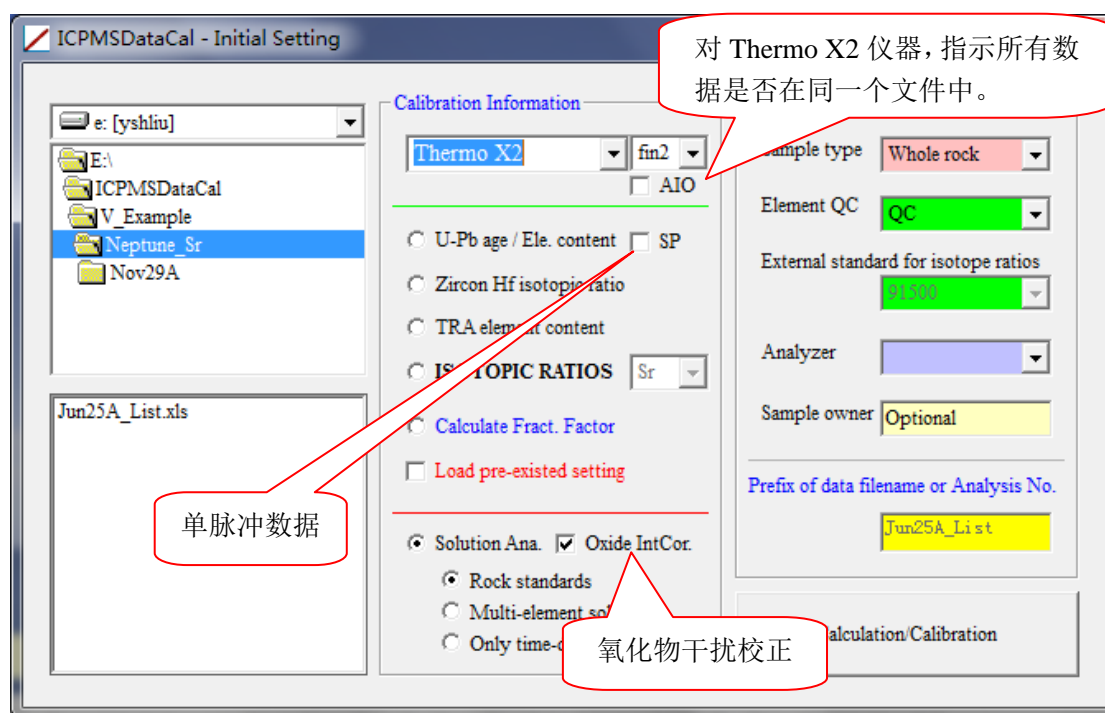 ICPMSDataCal - Initial Setting
对 Thermo X2 仪器，指示所有数
据是否在同一个文件中。
e: [yshliu]
E:\
ICPMSDataCal
V_Example
Neptune_Sr
Nov29A
Jun25A_List.xls
单脉冲数据
Calibration Information
Thermo X2
fin2
AIO
U-Pb age / Ele. content
SP
Zircon Hf isotopic ratio
TRA element content
ISOTOPIC RATIOS
Sr
Calculate Fract. Factor
Load pre-existed setting
Solution Ana.
Oxide IntCor.
Rock standards
Multi-element
Only
氧化物干扰校正
Sample type
Whole rock
Element QC
QC
External standard for isotope ratios
91500
Analyzer
Sample owner
Optional
Prefix of data filename or Analysis No.
Jun25A_List
Calculation/Calibration